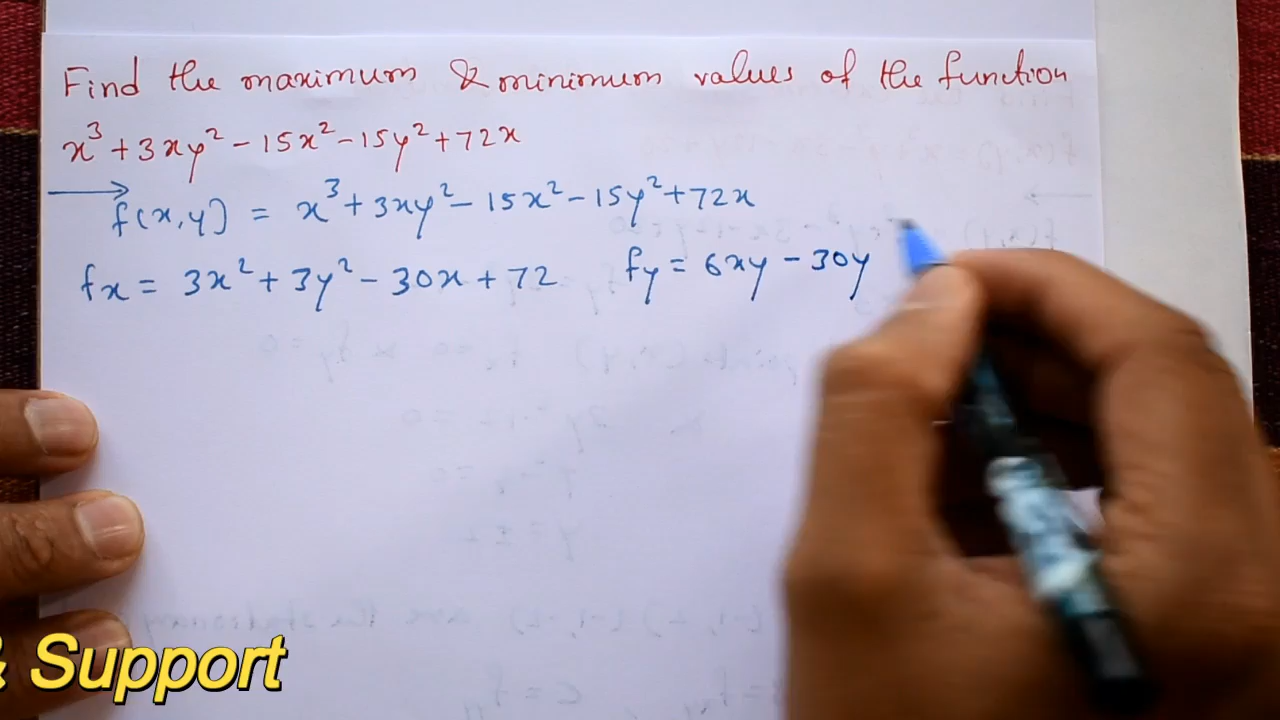 Find the maximum & minimum values of the function
x³ + 3xy² - 15x² - 15y² + 72x
f(x,y) = x³ + 3xy² - 15x² - 15y² + 72x
fx = 3x² + 3y² - 30x + 72 fy = 6xy - 30y
& Support